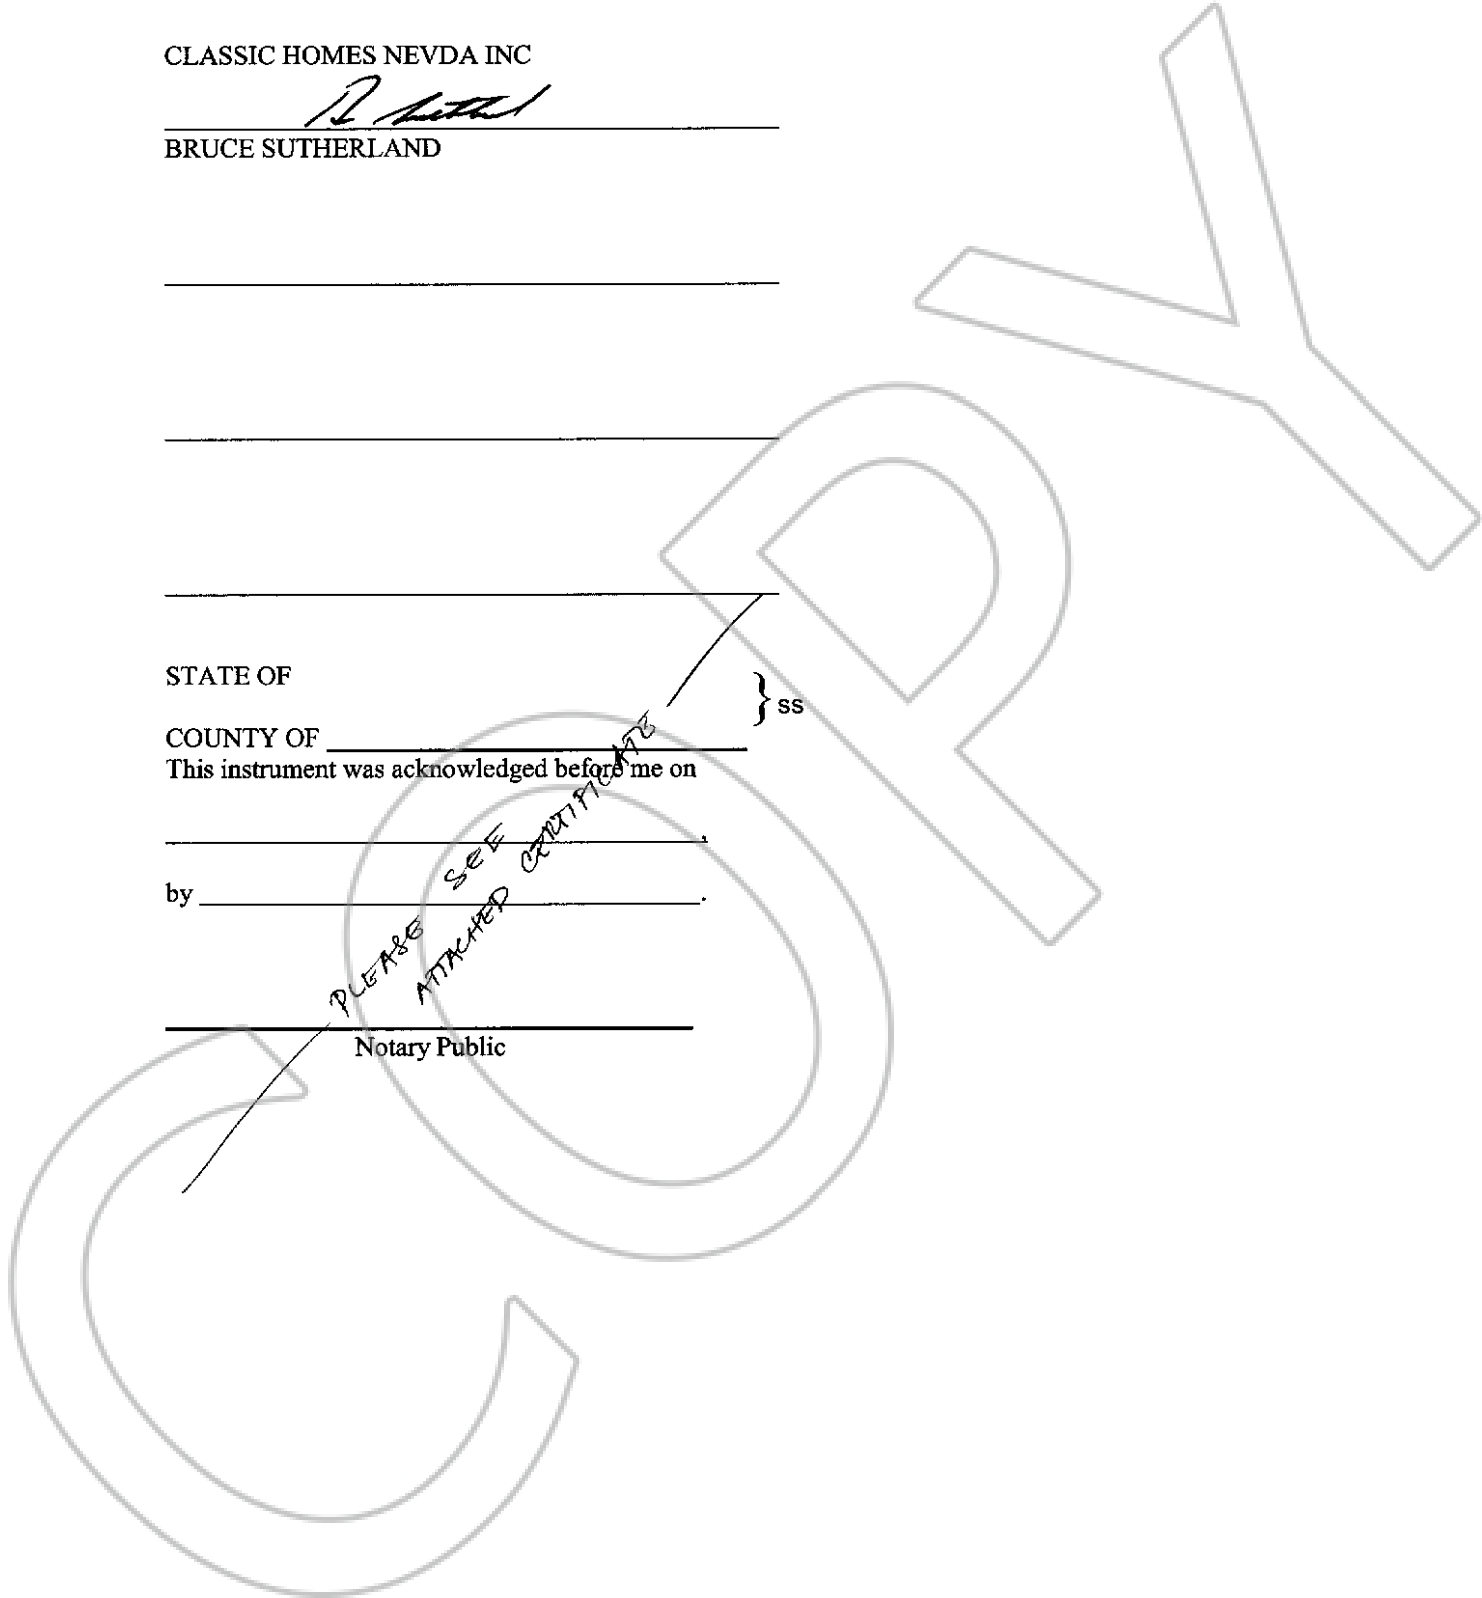 CLASSIC HOMES NEVDA INC
BRUCE SUTHERLAND
STATE OF
} ss
COUNTY OF
This instrument was acknowledged before me on
,
by .
PLEASE SEE
ATTACHED CERTIFICATE
Notary Public
COPY